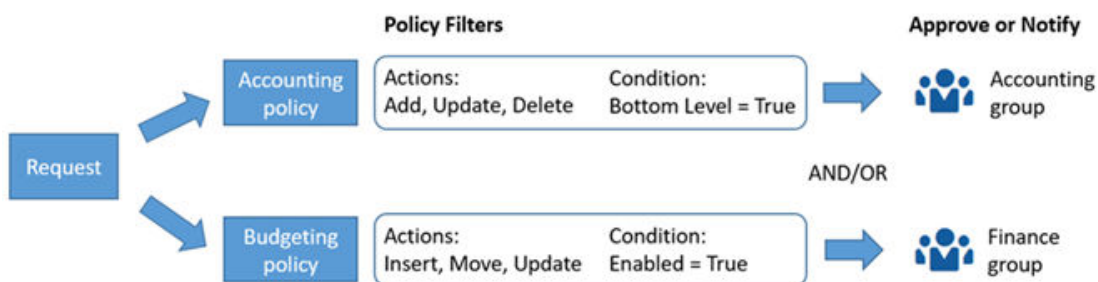 Policy Filters
Approve or Notify
Accounting
policy
Actions:
Add, Update, Delete
Condition:
Bottom Level = True
Accounting
group
Request
AND/OR
Budgeting
policy
Actions:
Insert, Move, Update
Condition:
Enabled = True
Finance
group